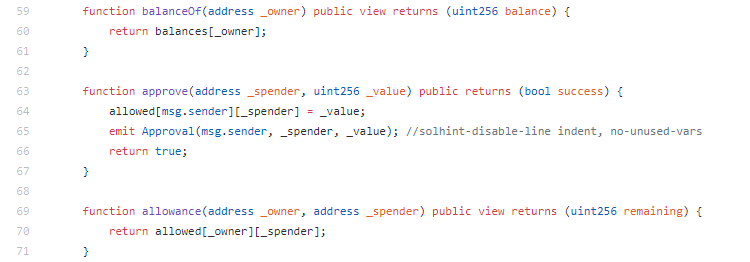 59 function balanceOf(address _owner) public view returns (uint256 balance) {
60 return balances[_owner];
61 }
62
63 function approve(address _spender, uint256 _value) public returns (bool success) {
64 allowed[msg.sender][_spender] = _value;
65 emit Approval(msg.sender, _spender, _value); //solhint-disable-line indent, no-unused-vars
66 return true;
67 }
68
69 function allowance(address _owner, address _spender) public view returns (uint256 remaining) {
70 return allowed[_owner][_spender];
71 }